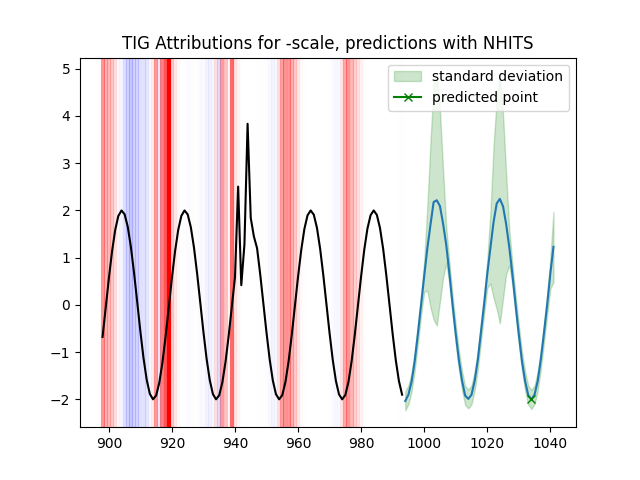 TIG Attributions for -scale, predictions with NHITS
standard deviation
predicted point
5
4
3
2
1
0
−1
−2
900 920 940 960 980 1000 1020 1040